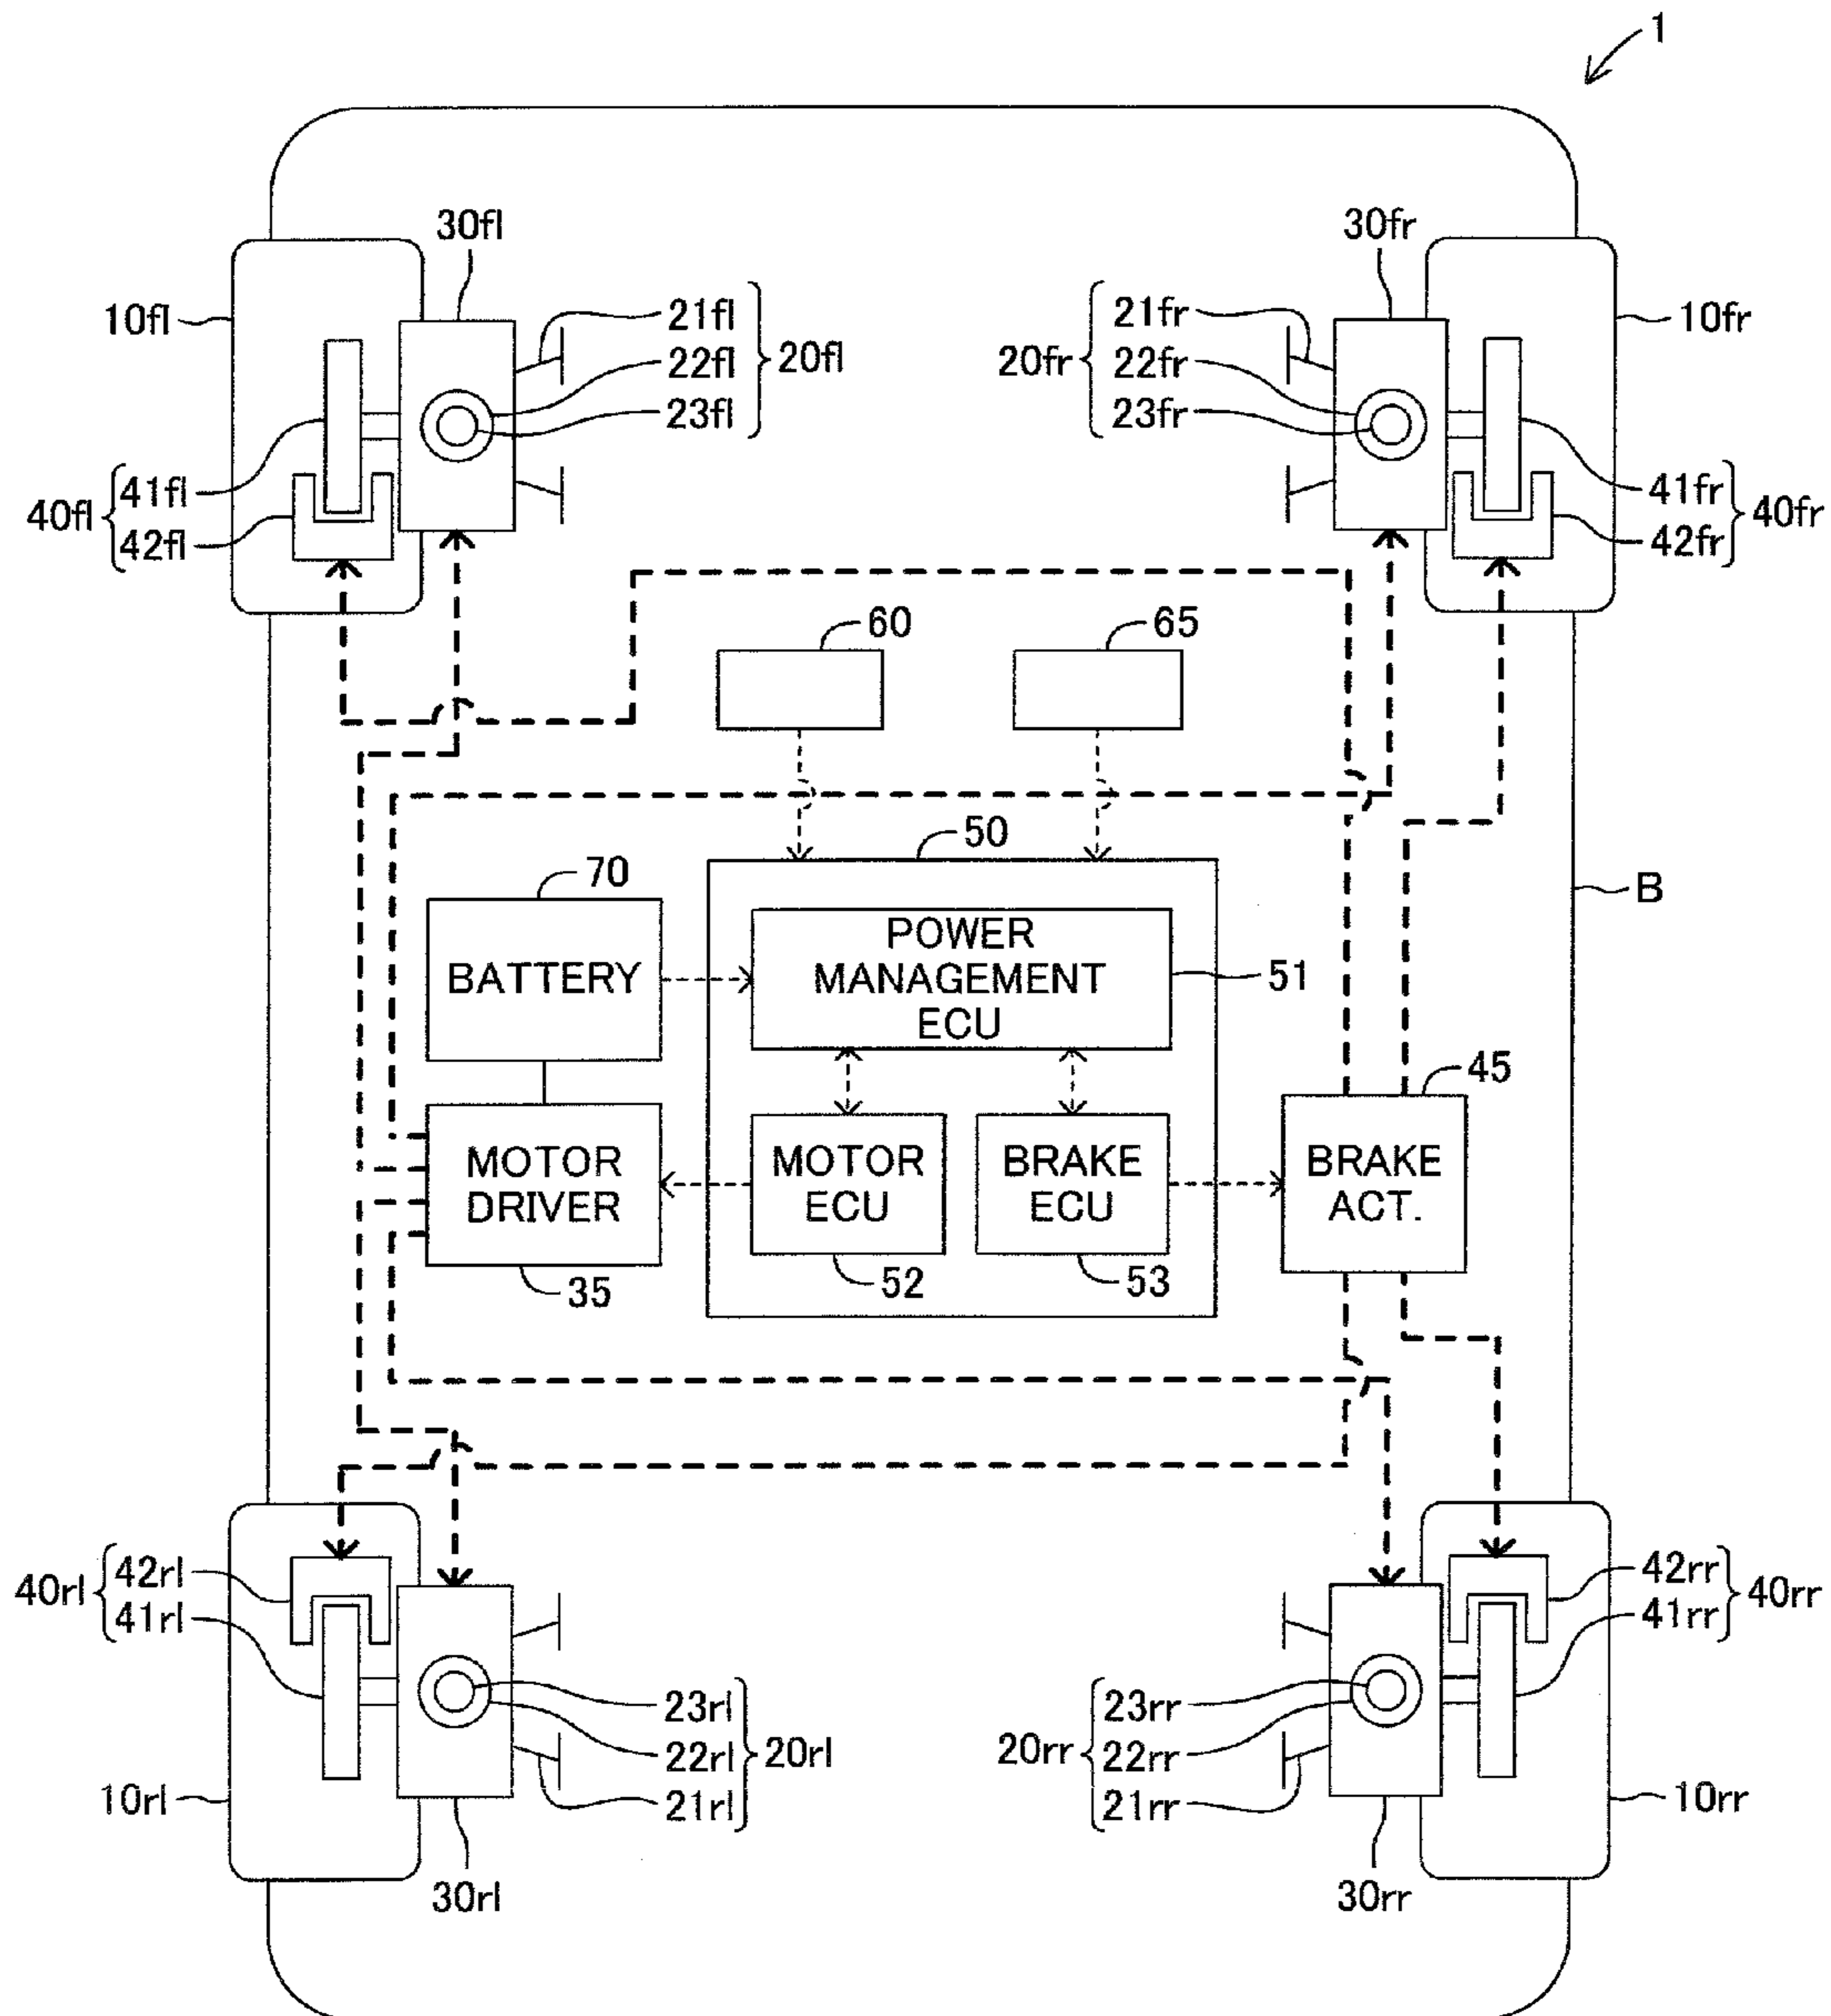 1
30fl
30fr
10fl
21fl
22fl
23fl
20fl
20fr
21fr
22fr
23fr
10fr
40fl
41fl
42fl
41fr
42fr
40fr
60
65
50
70
B
BATTERY
POWER
MANAGEMENT
ECU
51
45
MOTOR
DRIVER
MOTOR
ECU
BRAKE
ECU
BRAKE
ACT.
35
52
53
40rl
42rl
41rl
42rr
41rr
40rr
23rl
22rl
21rl
20rl
20rr
23rr
22rr
21rr
10rl
10rr
30rl
30rr